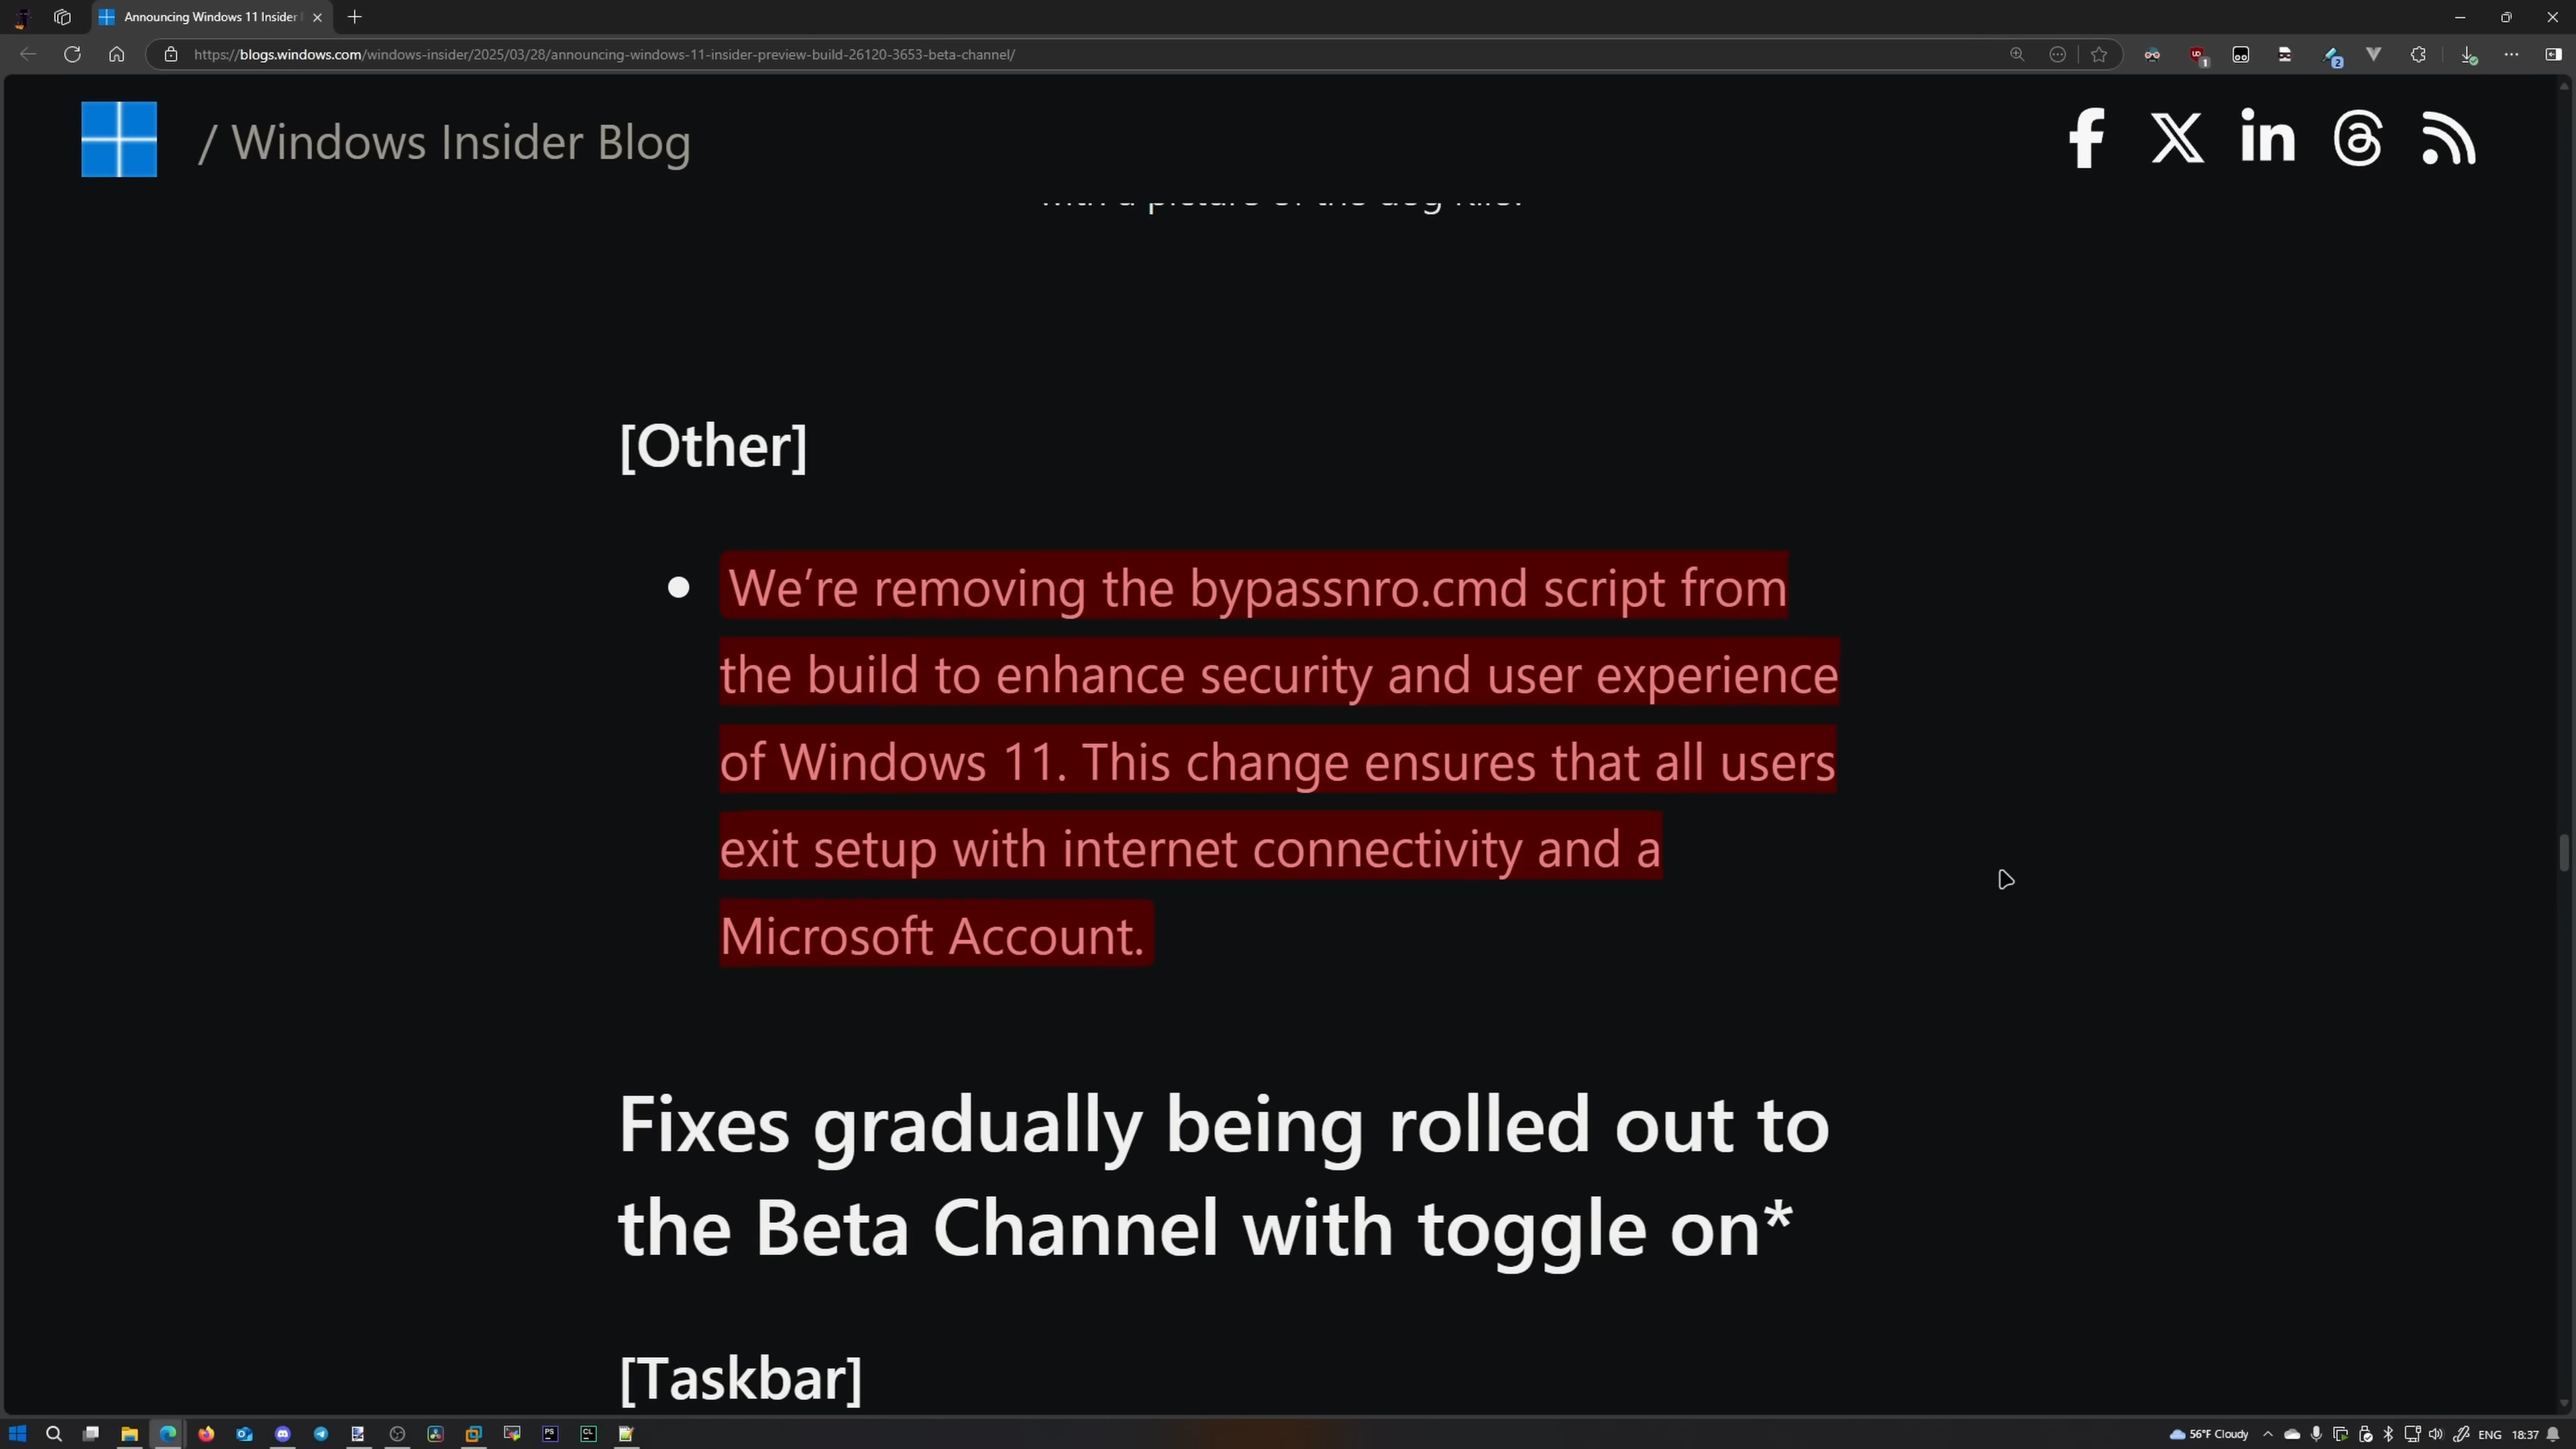 Announcing Windows 11 Insider
https://blogs.windows.com/windows-insider/2025/03/28/announcing-windows-11-insider-preview-build-26120-3653-beta-channel/
/ Windows Insider Blog
[Other]
We’re removing the bypassnro.cmd script from
the build to enhance security and user experience
of Windows 11. This change ensures that all users
exit setup with internet connectivity and a
Microsoft Account.
Fixes gradually being rolled out to
the Beta Channel with toggle on*
[Taskbar]
56°F Cloudy ENG 18:37